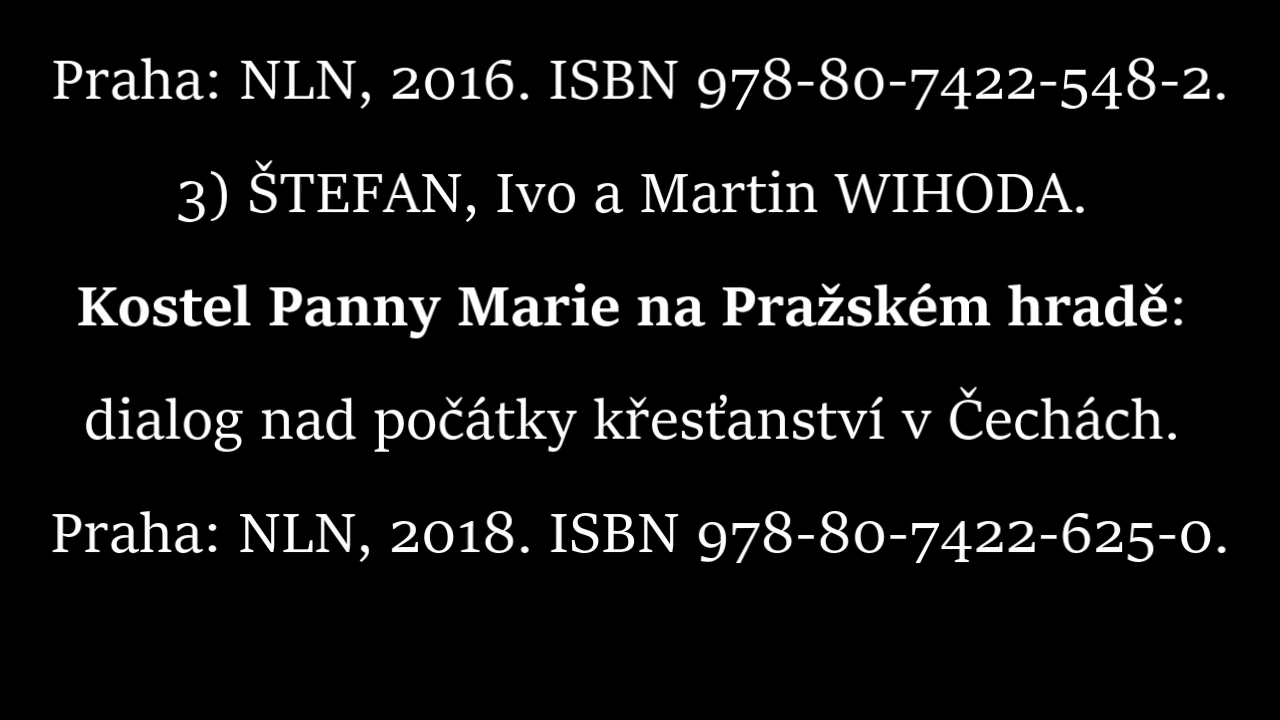 Praha: NLN, 2016. ISBN 978-80-7422-548-2.
3) ŠTEFAN, Ivo a Martin WIHODA.
Kostel Panny Marie na Pražském hradě:
dialog nad počátky křesťanství v Čechách.
Praha: NLN, 2018. ISBN 978-80-7422-625-0.